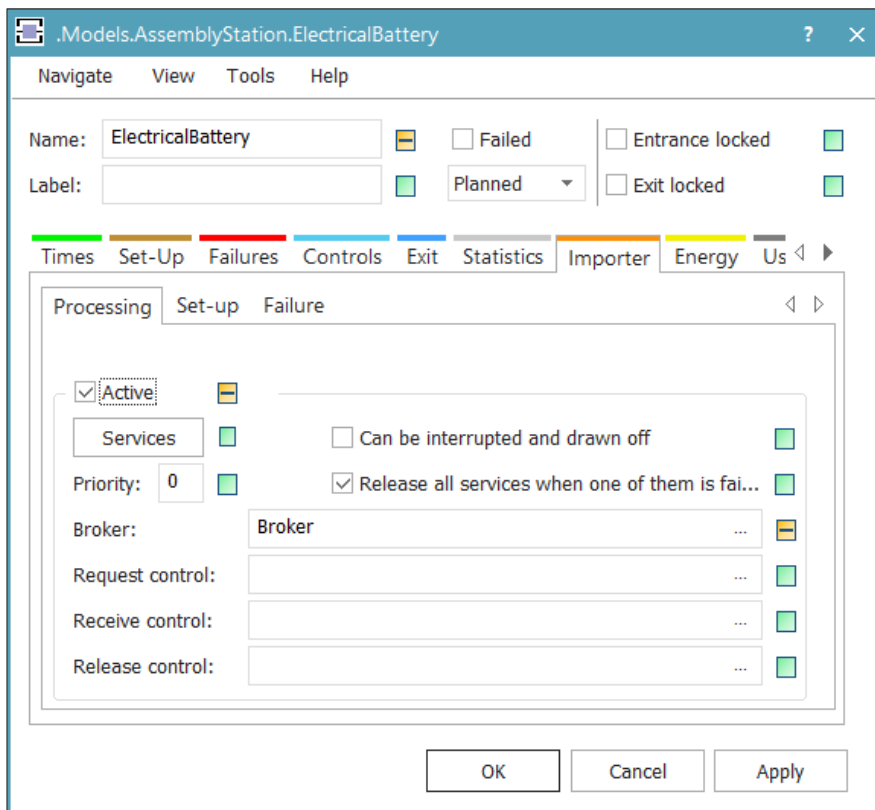 .Models.AssemblyStation.ElectricalBattery ? ×
Navigate View Tools Help
Name: ElectricalBattery Failed Entrance locked
Label: Planned Exit locked
Times Set-Up Failures Controls Exit Statistics Importer Energy Us
Processing Set-up Failure
Active
Services Can be interrupted and drawn off
Priority: 0 Release all services when one of them is fai...
Broker: Broker ...
Request control: ...
Receive control: ...
Release control: ...
OK Cancel Apply